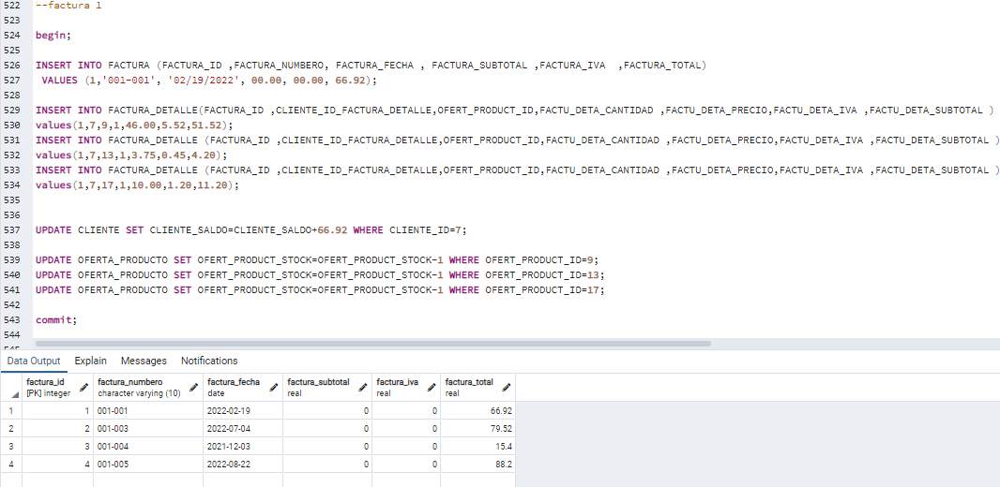 522 --factura 1
523
524 begin;
525
526 INSERT INTO FACTURA (FACTURA_ID ,FACTURA_NUMBERO, FACTURA_FECHA , FACTURA_SUBTOTAL ,FACTURA_IVA  ,FACTURA_TOTAL)
527  VALUES (1,'001-001', '02/19/2022', 00.00, 00.00, 66.92);
528
529 INSERT INTO FACTURA_DETALLE(FACTURA_ID ,CLIENTE_ID_FACTURA_DETALLE,OFERT_PRODUCT_ID,FACTU_DETA_CANTIDAD ,FACTU_DETA_PRECIO,FACTU_DETA_IVA ,FACTU_DETA_SUBTOTAL )
530 values(1,7,9,1,46.00,5.52,51.52);
531 INSERT INTO FACTURA_DETALLE (FACTURA_ID ,CLIENTE_ID_FACTURA_DETALLE,OFERT_PRODUCT_ID,FACTU_DETA_CANTIDAD ,FACTU_DETA_PRECIO,FACTU_DETA_IVA ,FACTU_DETA_SUBTOTAL )
532 values(1,7,13,1,3.75,0.45,4.20);
533 INSERT INTO FACTURA_DETALLE (FACTURA_ID ,CLIENTE_ID_FACTURA_DETALLE,OFERT_PRODUCT_ID,FACTU_DETA_CANTIDAD ,FACTU_DETA_PRECIO,FACTU_DETA_IVA ,FACTU_DETA_SUBTOTAL )
534 values(1,7,17,1,10.00,1.20,11.20);
535
536
537 UPDATE CLIENTE SET CLIENTE_SALDO=CLIENTE_SALDO+66.92 WHERE CLIENTE_ID=7;
538
539 UPDATE OFERTA_PRODUCTO SET OFERT_PRODUCT_STOCK=OFERT_PRODUCT_STOCK-1 WHERE OFERT_PRODUCT_ID=9;
540 UPDATE OFERTA_PRODUCTO SET OFERT_PRODUCT_STOCK=OFERT_PRODUCT_STOCK-1 WHERE OFERT_PRODUCT_ID=13;
541 UPDATE OFERTA_PRODUCTO SET OFERT_PRODUCT_STOCK=OFERT_PRODUCT_STOCK-1 WHERE OFERT_PRODUCT_ID=17;
542
543 commit;
544
Data Output Explain Messages Notifications
factura_id factura_numbero factura_fecha factura_subtotal factura_iva factura_total
[PK] integer character varying (10) date real real real
1 1 001-001 2022-02-19 0 0 66.92
2 2 001-003 2022-07-04 0 0 79.52
3 3 001-004 2021-12-03 0 0 15.4
4 4 001-005 2022-08-22 0 0 88.2